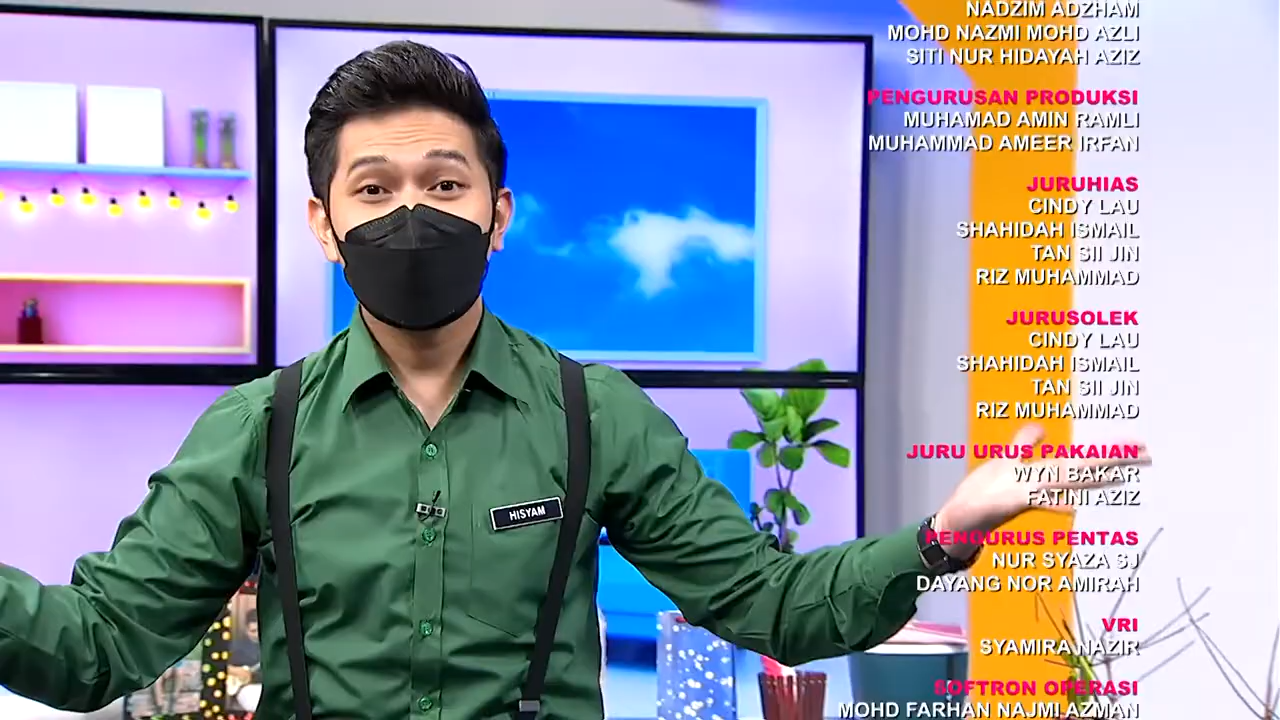 NADZIM ADZHAM
MOHD NAZMI MOHD AZLI
SITI NUR HIDAYAH AZIZ
PENGURUSAN PRODUKSI
MUHAMAD AMIN RAMLI
MUHAMMAD AMEER IRFAN
JURUHIAS
CINDY LAU
SHAHIDAH ISMAIL
TAN SII JIN
RIZ MUHAMMAD
JURUSOLEK
CINDY LAU
SHAHIDAH ISMAIL
TAN SII JIN
RIZ MUHAMMAD
JURU URUS PAKAIAN
WYN BAKAR
FATINI AZIZ
PENGURUS PENTAS
NUR SYAZA SJ
DAYANG NOR AMIRAH
VRI
SYAMIRA NAZIR
SOFTRON OPERASI
MOHD FARHAN NAJMI AZMAN
HISYAM